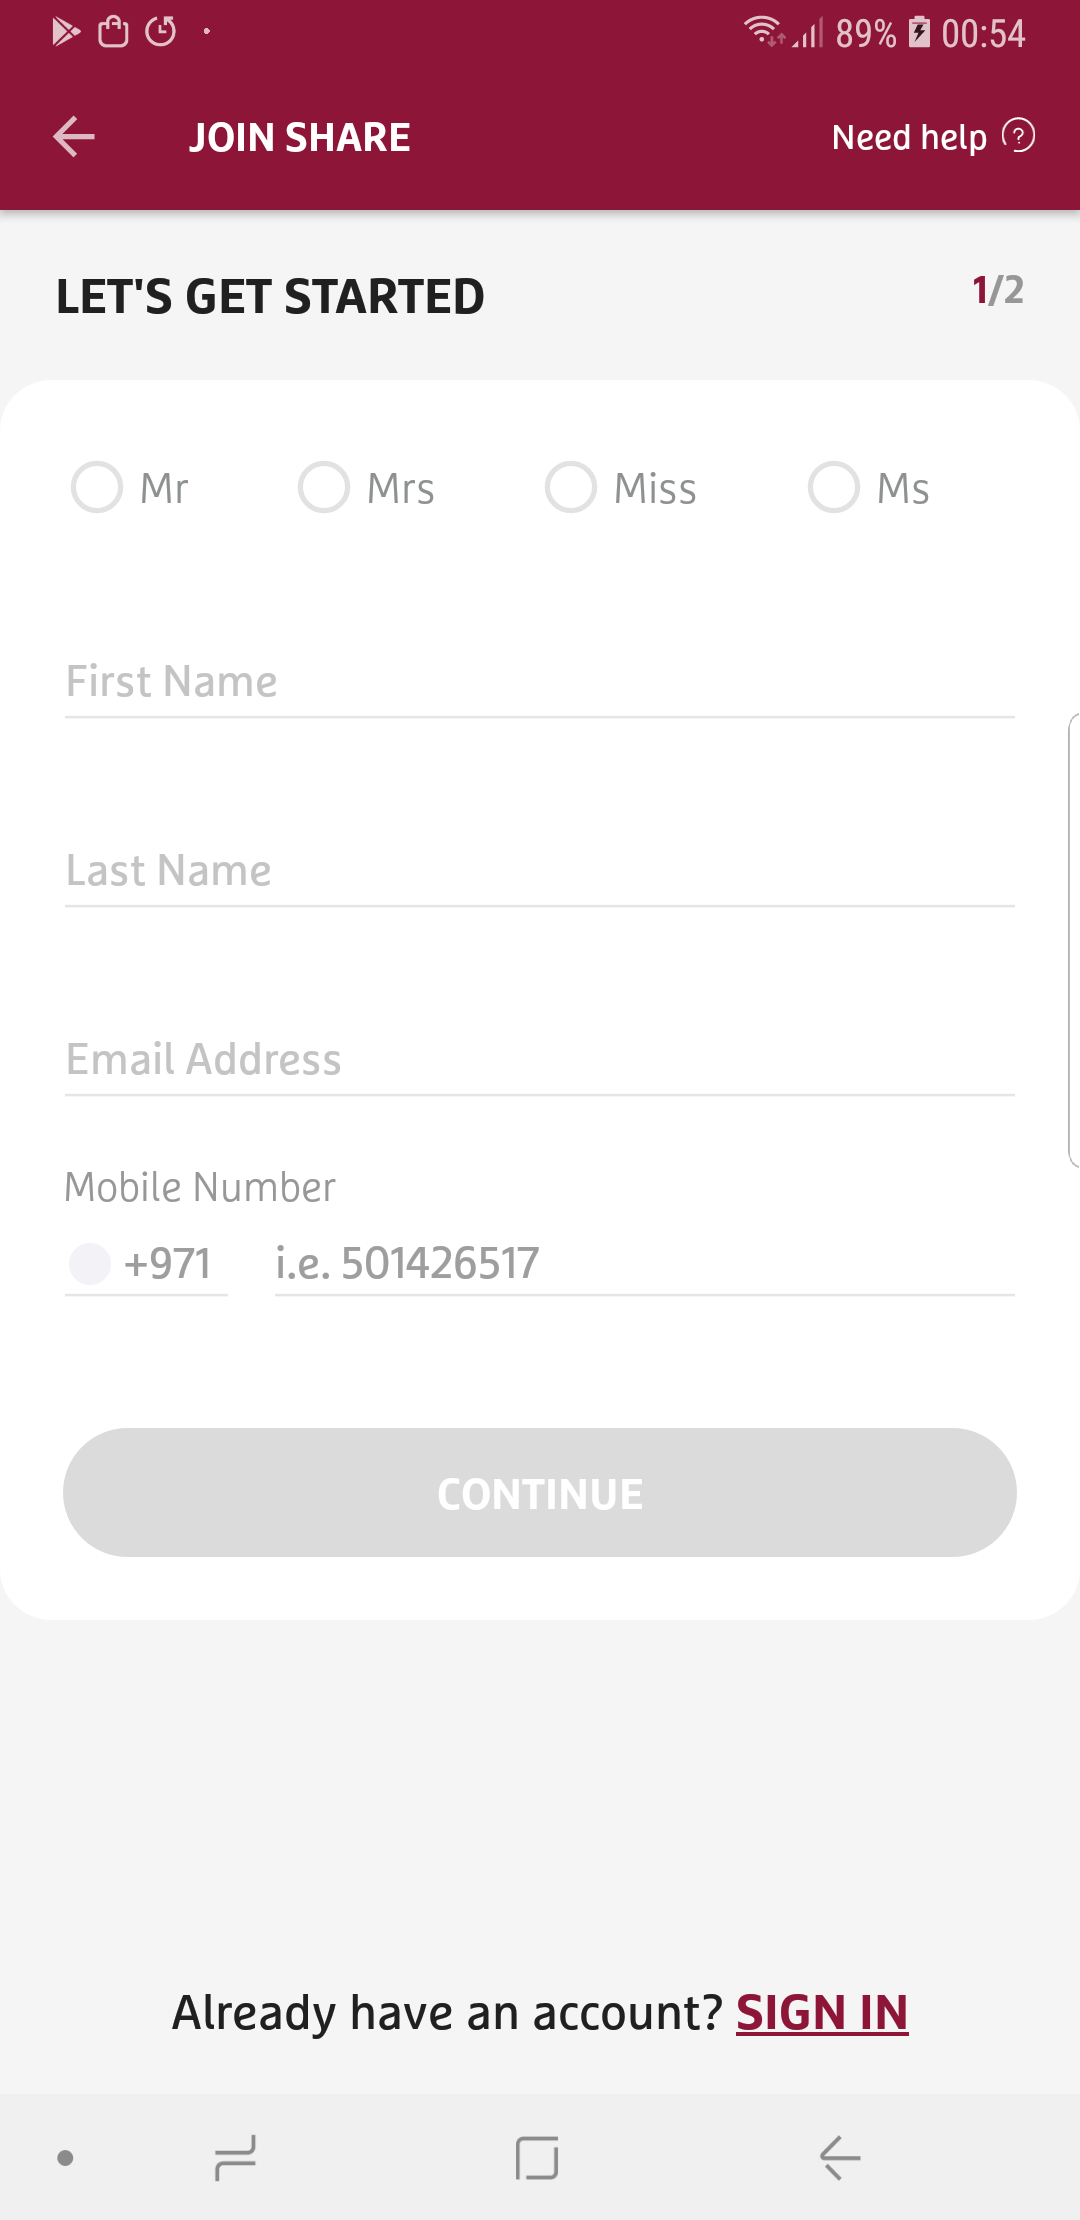 89% 00:54
JOIN SHARE Need help ?
LET'S GET STARTED 1/2
Mr Mrs Miss Ms
First Name
Last Name
Email Address
Mobile Number
+971 i.e. 501426517
CONTINUE
Already have an account? SIGN IN